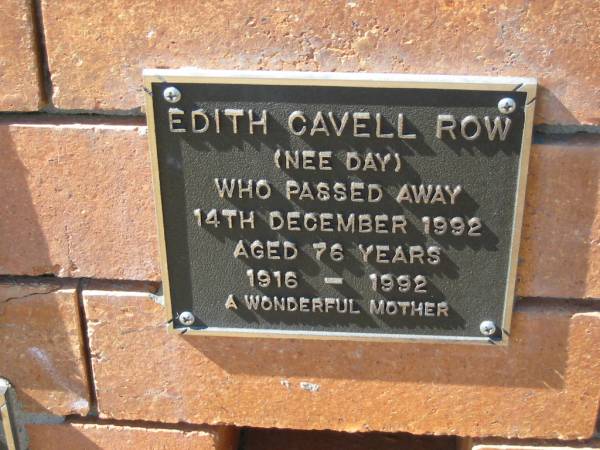 EDITH CAVELL ROW
(NEE DAY)
WHO PASSED AWAY
14TH DECEMBER 1992
AGED 76 YEARS
1916 - 1992
A WONDERFUL MOTHER